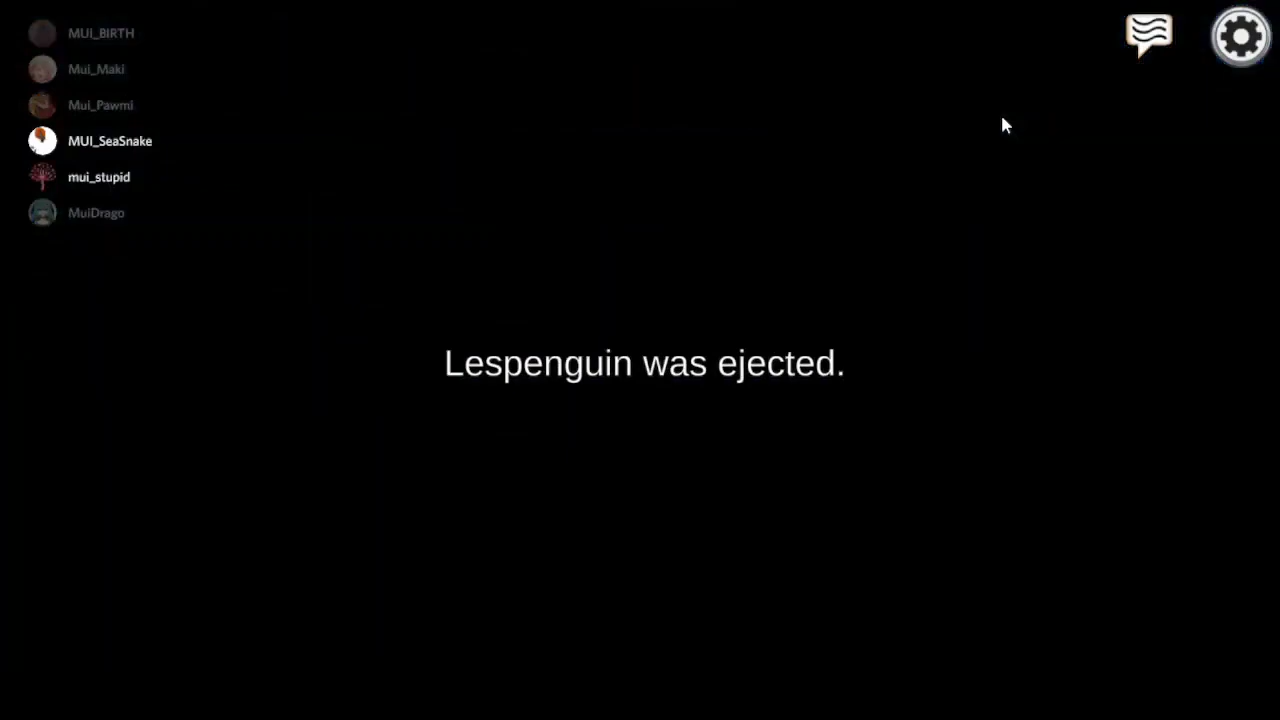 MUI_BIRTH
Mui_Maki
Mui_Pawmi
MUI_SeaSnake
mui_stupid
MuiDrago
Lespenguin was ejected.